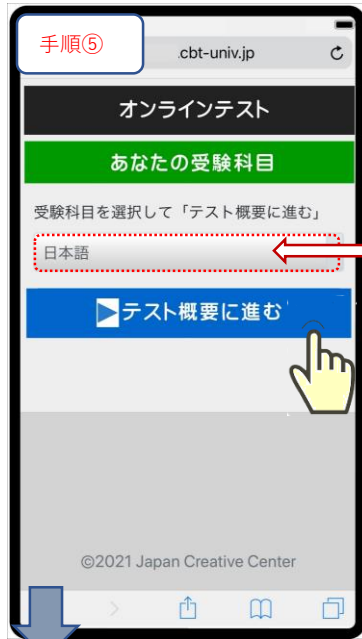 手順⑤
.cbt-univ.jp
オンラインテスト
あなたの受験科目
受験科目を選択して「テスト概要に進む」
日本語
▶テスト概要に進む
©2021 Japan Creative Center